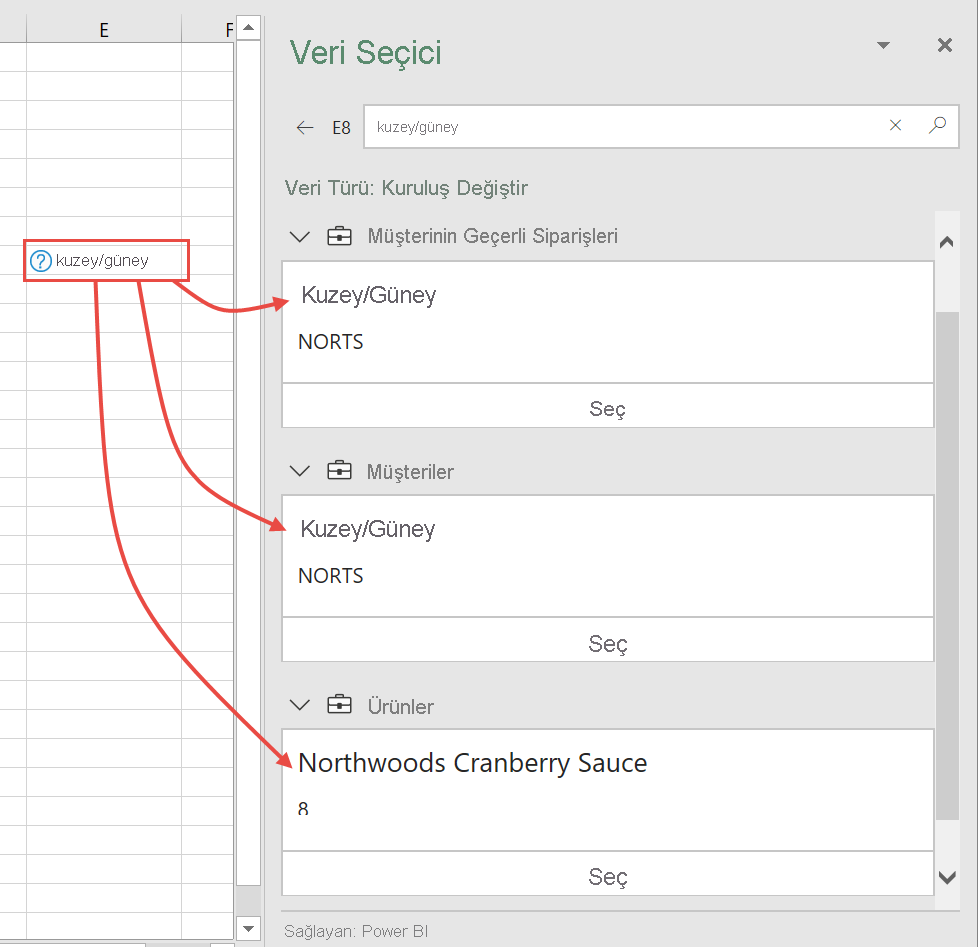 E
F
Veri Seçici
E8
kuzey/güney
Veri Türü: Kuruluş Değiştir
Müşterinin Geçerli Siparişleri
? kuzey/güney
Kuzey/Güney
NORTS
Seç
Müşteriler
Kuzey/Güney
NORTS
Seç
Ürünler
Northwoods Cranberry Sauce
8
Seç
Sağlayan: Power BI